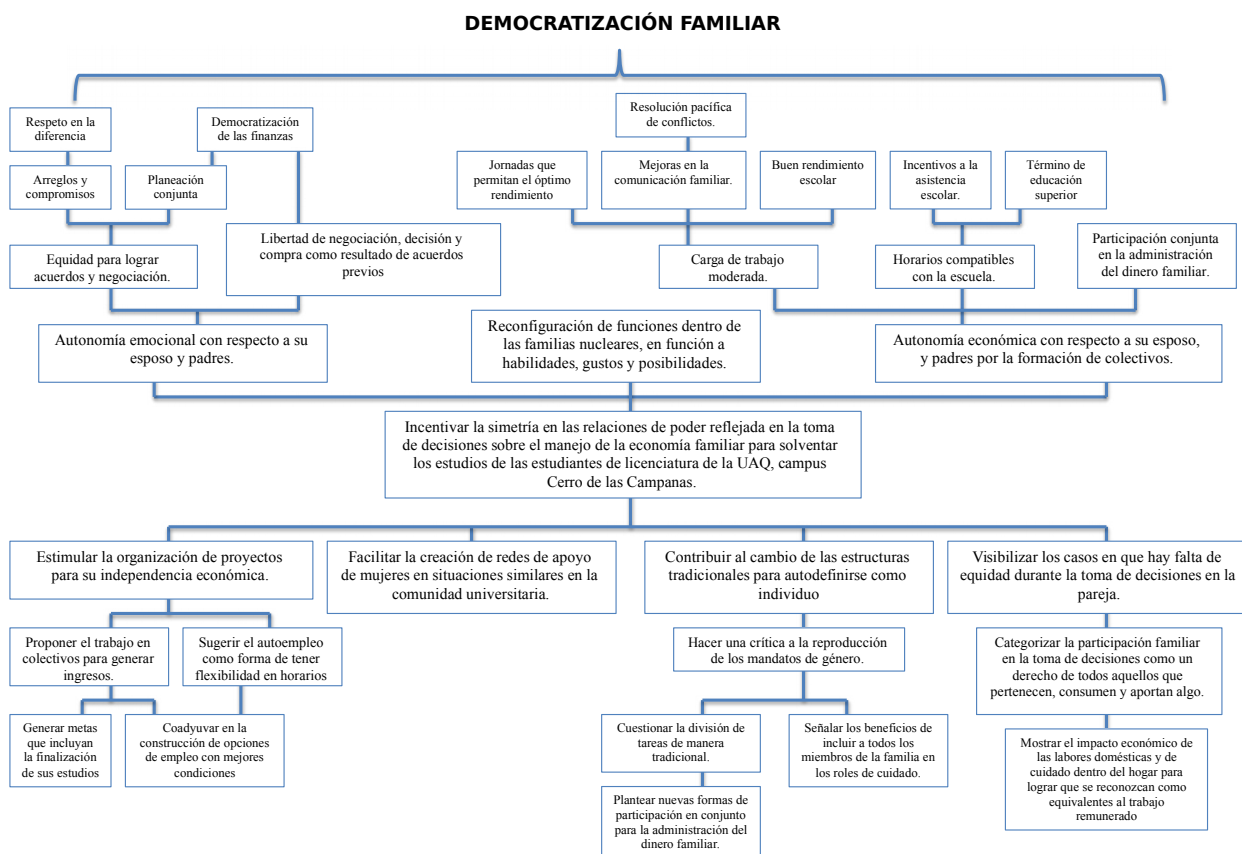 DEMOCRATIZACIÓN FAMILIAR
Respeto en la
diferencia
Democratización
de las finanzas
Resolución pacífica
de conflictos.
Arreglos y
compromisos
Planeación
conjunta
Jornadas que
permitan el óptimo
rendimiento
Mejoras en la
comunicación familiar.
Buen rendimiento
escolar
Incentivos a la
asistencia
escolar.
Término de
educación
superior
Equidad para lograr
acuerdos y negociación.
Libertad de negociación, decisión y
compra como resultado de acuerdos
previos
Carga de trabajo
moderada.
Horarios compatibles
con la escuela.
Participación conjunta
en la administración
del dinero familiar.
Autonomía emocional con respecto a su
esposo y padres.
Reconfiguración de funciones dentro de
las familias nucleares, en función a
habilidades, gustos y posibilidades.
Autonomía económica con respecto a su esposo,
y padres por la formación de colectivos.
Incentivar la simetría en las relaciones de poder reflejada en la toma
de decisiones sobre el manejo de la economía familiar para solventar
los estudios de las estudiantes de licenciatura de la UAQ, campus
Cerro de las Campanas.
Estimular la organización de proyectos
para su independencia económica.
Facilitar la creación de redes de apoyo
de mujeres en situaciones similares en la
comunidad universitaria.
Contribuir al cambio de las estructuras
tradicionales para autodefinirse como
individuo
Visibilizar los casos en que hay falta de
equidad durante la toma de decisiones en la
pareja.
Proponer el trabajo en
colectivos para generar
ingresos.
Sugerir el autoempleo
como forma de tener
flexibilidad en horarios
Hacer una crítica a la reproducción
de los mandatos de género.
Categorizar la participación familiar
en la toma de decisiones como un
derecho de todos aquellos que
pertenecen, consumen y aportan algo.
Generar metas
que incluyan
la finalización
de sus estudios
Coadyuvar en la
construcción de opciones
de empleo con mejores
condiciones
Cuestionar la división de
tareas de manera
tradicional.
Señalar los beneficios de
incluir a todos los
miembros de la familia en
los roles de cuidado.
Mostrar el impacto económico de
las labores domésticas y de
cuidado dentro del hogar para
lograr que se reconozcan como
equivalentes al trabajo
remunerado
Plantear nuevas formas de
participación en conjunto
para la administración del
dinero familiar.